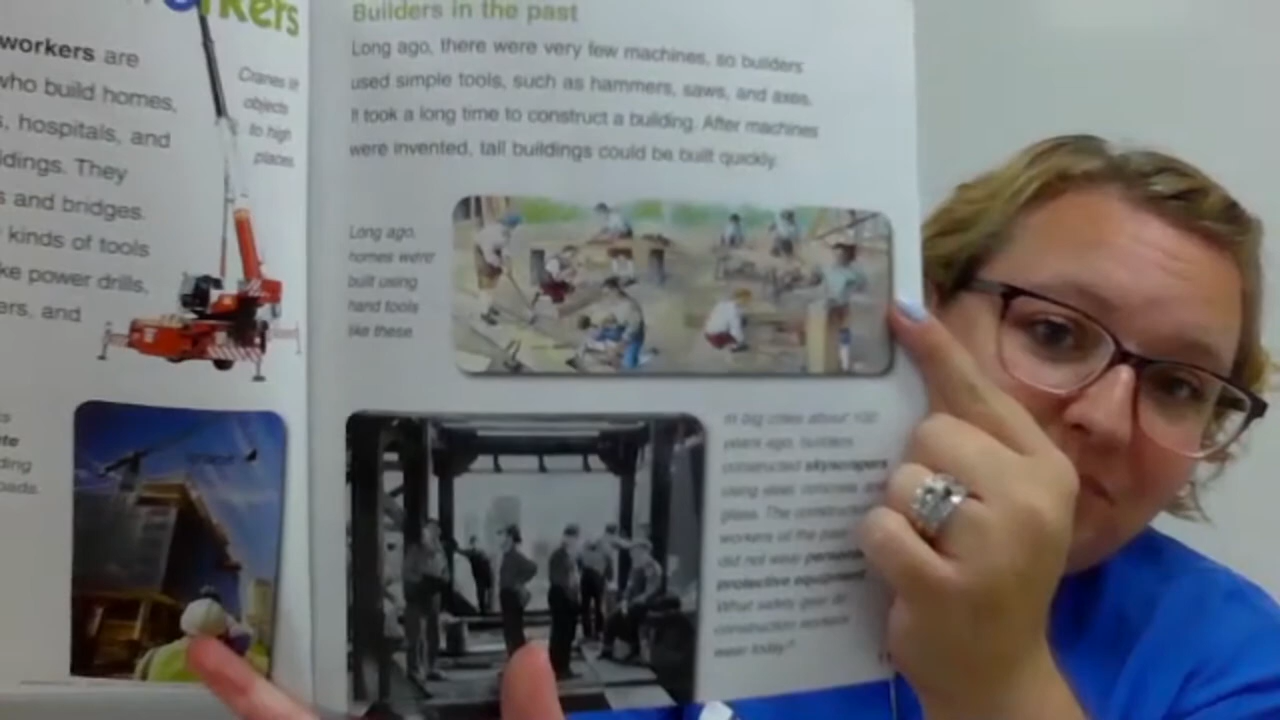 workers are
who build homes,
s, hospitals, and
ldings. They
s and bridges.
kinds of tools
ke power drills,
ers, and
Cranes li
objects
to high
places.
te
ding
oads.
Builders in the past
Long ago, there were very few machines, so builders
used simple tools, such as hammers, saws, and axes.
It took a long time to construct a building. After machines
were invented, tall buildings could be built quickly.
Long ago,
homes were
built using
hand tools
like these.
In big cities about 100
years ago, builders
constructed skyscrapers
using steel, concrete, and
glass. The construction
workers of the past
did not wear personal
protective equipment.
What safety gear do
construction workers
wear today?